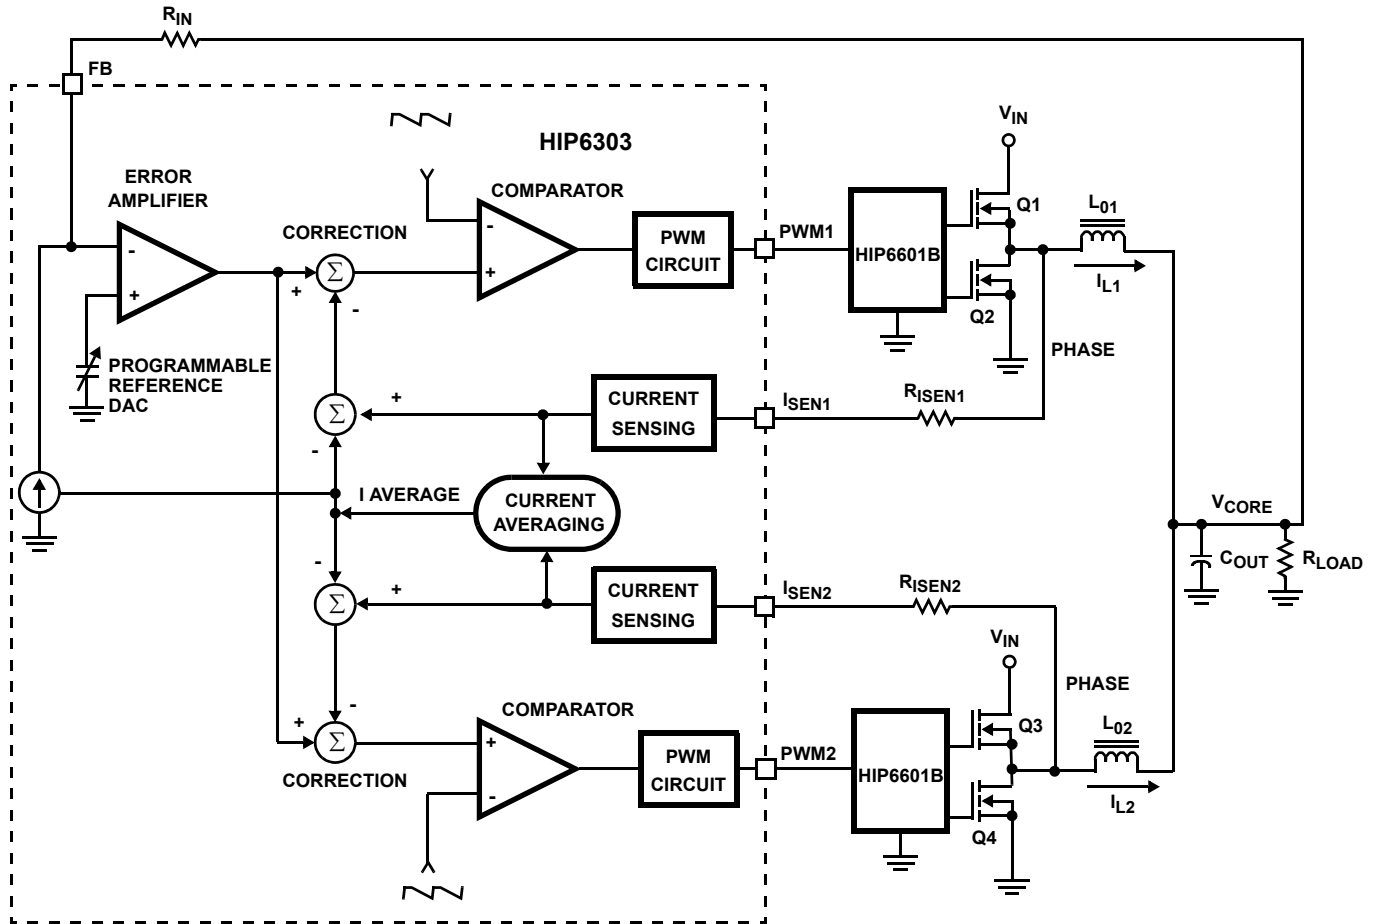 RIN
FB
HIP6303
VIN
ERROR
AMPLIFIER
COMPARATOR
CORRECTION
Q1
L01
-
-
PWM
CIRCUIT
PWM1
HIP6601B
Σ
+
+
+
IL1
-
Q2
PHASE
PROGRAMMABLE
REFERENCE
DAC
CURRENT
SENSING
ISEN1
RISEN1
+
Σ
-
I AVERAGE
CURRENT
AVERAGING
VCORE
COUT
RLOAD
-
+
Σ
CURRENT
SENSING
ISEN2
RISEN2
VIN
PHASE
-
+
Σ
COMPARATOR
Q3
L02
+
PWM
CIRCUIT
PWM2
HIP6601B
CORRECTION
-
IL2
Q4